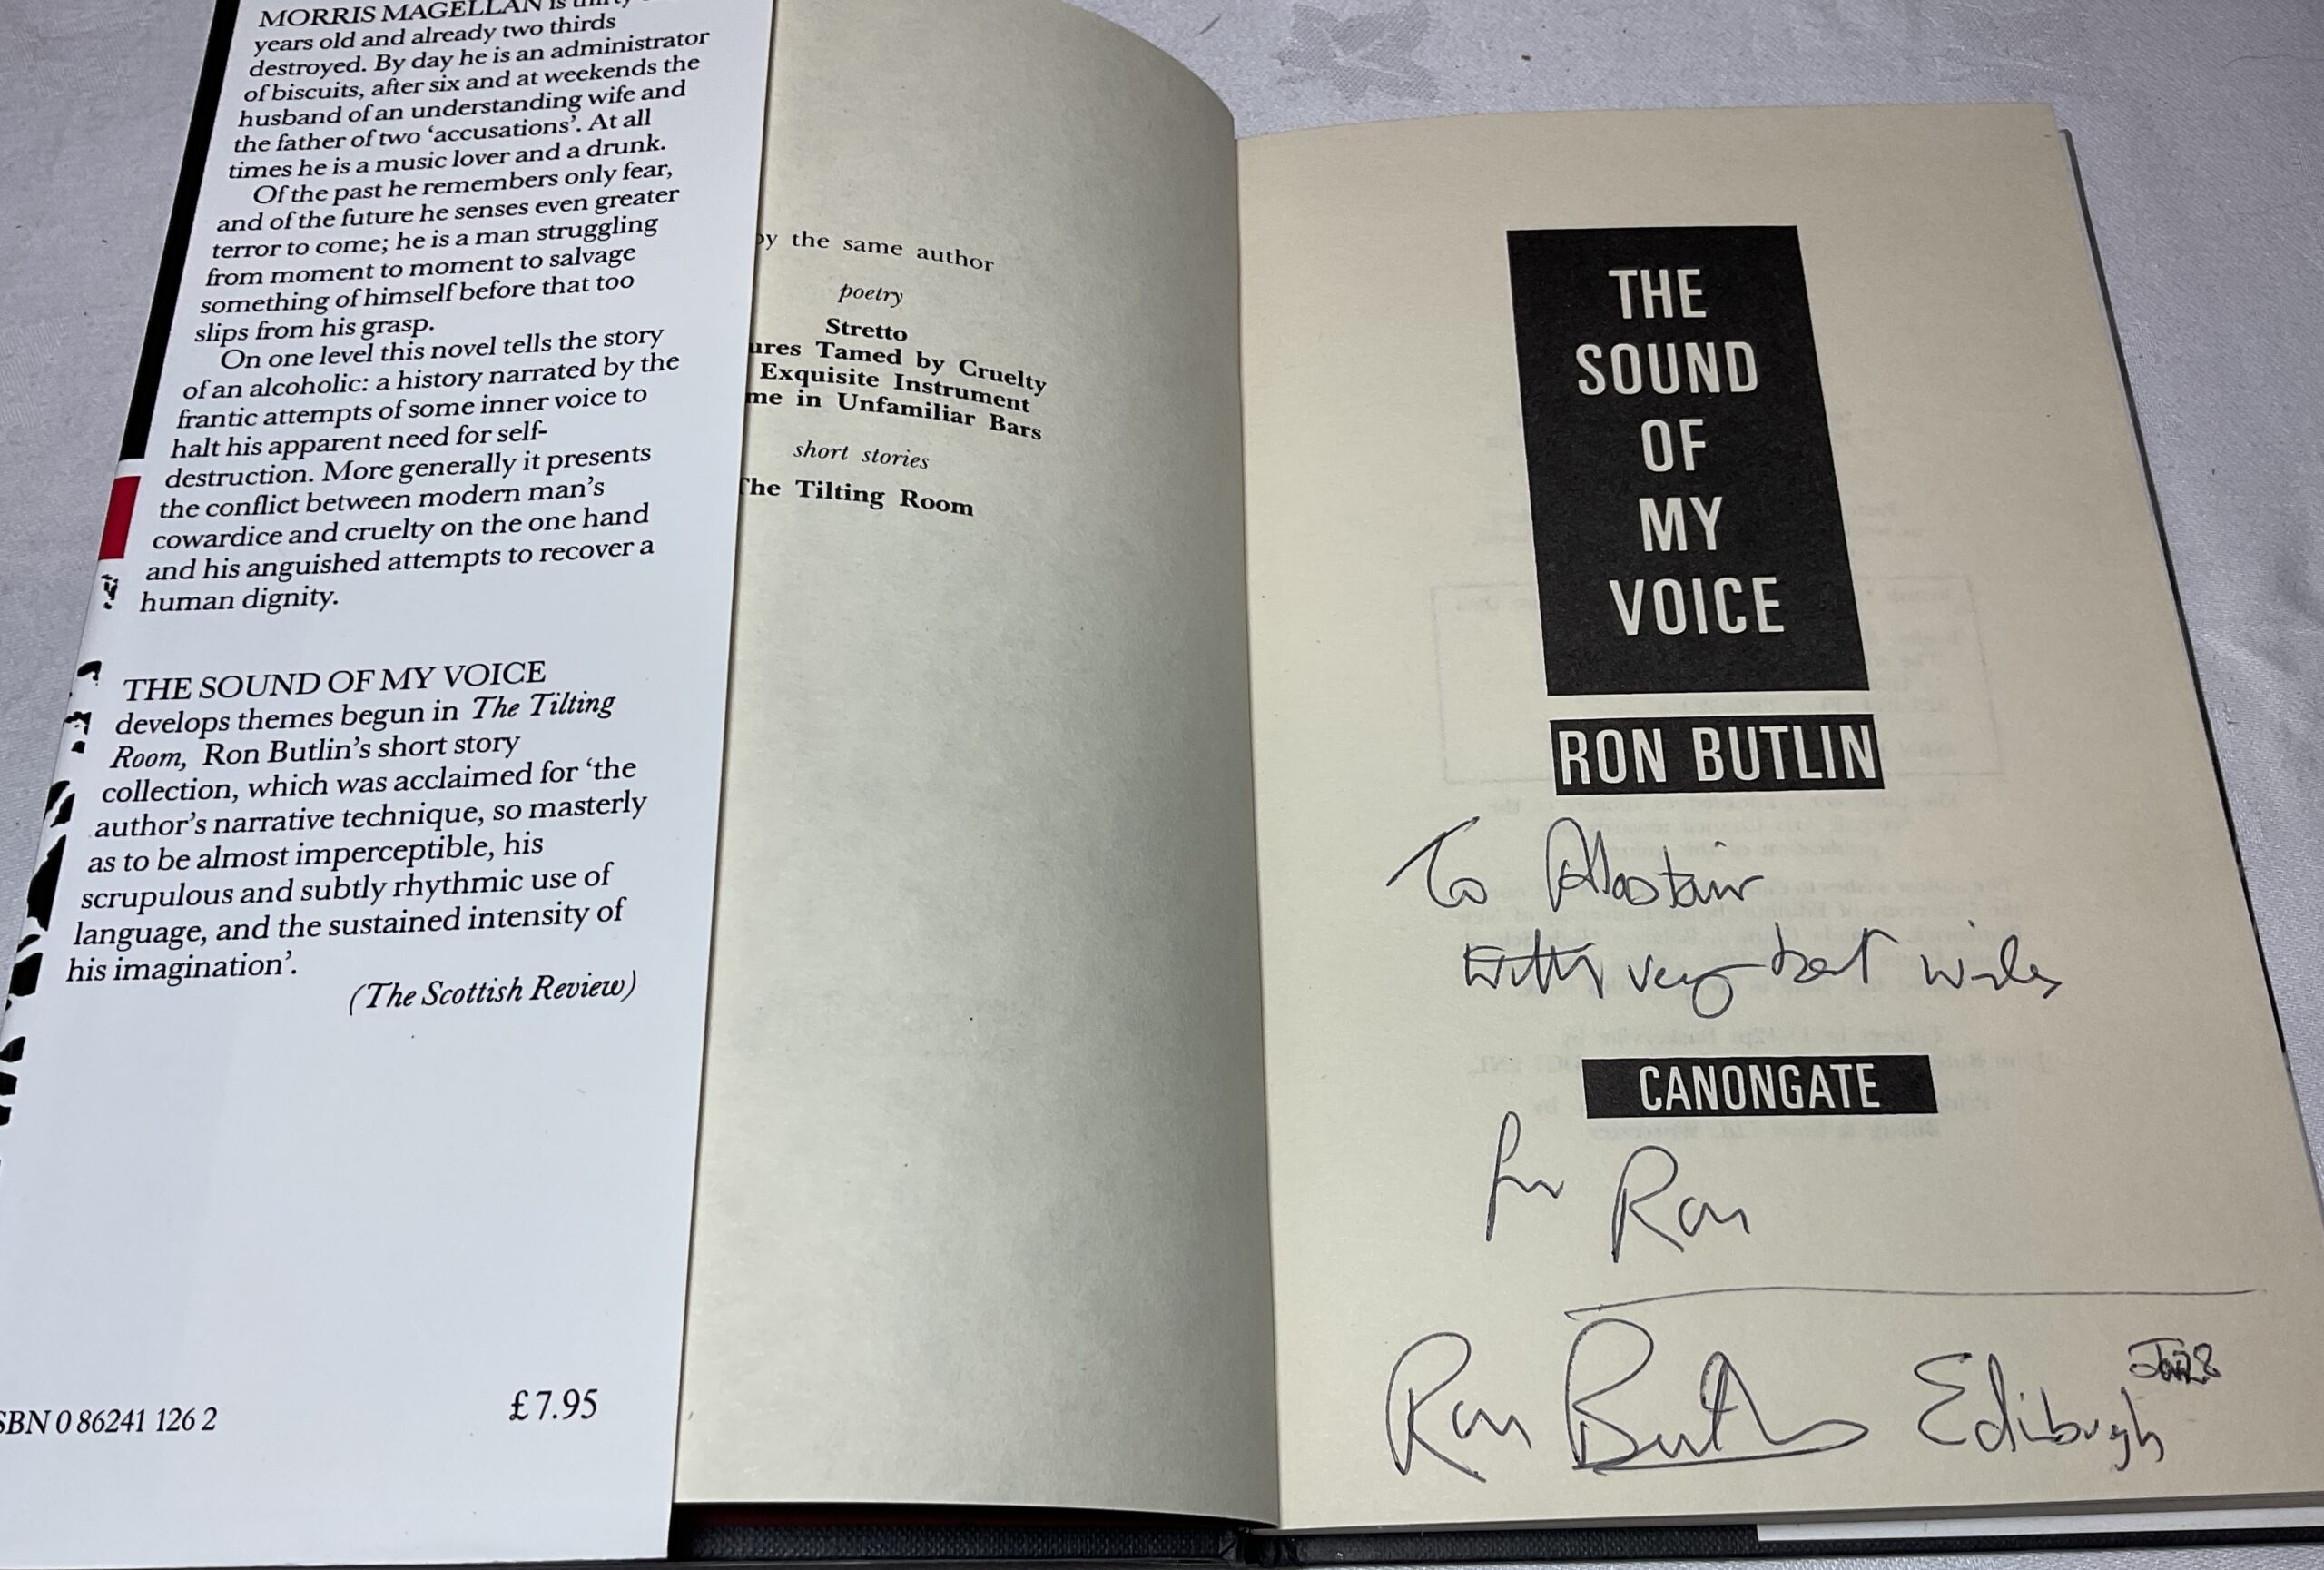 MORRIS MAGELLAN is thirty
years old and already two thirds
destroyed. By day he is an administrator
of biscuits, after six and at weekends the
husband of an understanding wife and
the father of two ‘accusations’. At all
times he is a music lover and a drunk.
Of the past he remembers only fear,
and of the future he senses even greater
terror to come; he is a man struggling
from moment to moment to salvage
something of himself before that too
slips from his grasp.
On one level this novel tells the story
of an alcoholic: a history narrated by the
frantic attempts of some inner voice to
halt his apparent need for self-
destruction. More generally it presents
the conflict between modern man’s
cowardice and cruelty on the one hand
and his anguished attempts to recover a
human dignity.
THE SOUND OF MY VOICE
develops themes begun in The Tilting
Room, Ron Butlin’s short story
collection, which was acclaimed for ‘the
author’s narrative technique, so masterly
as to be almost imperceptible, his
scrupulous and subtly rhythmic use of
language, and the sustained intensity of
his imagination’.
(The Scottish Review)
SBN 0 86241 126 2
£7.95
by the same author
poetry
Stretto
ures Tamed by Cruelty
Exquisite Instrument
me in Unfamiliar Bars
short stories
The Tilting Room
THE
SOUND
OF
MY
VOICE
RON BUTLIN
To Alastair
with very best wishes
CANONGATE
from Ron
Ron Butlin Edinburgh